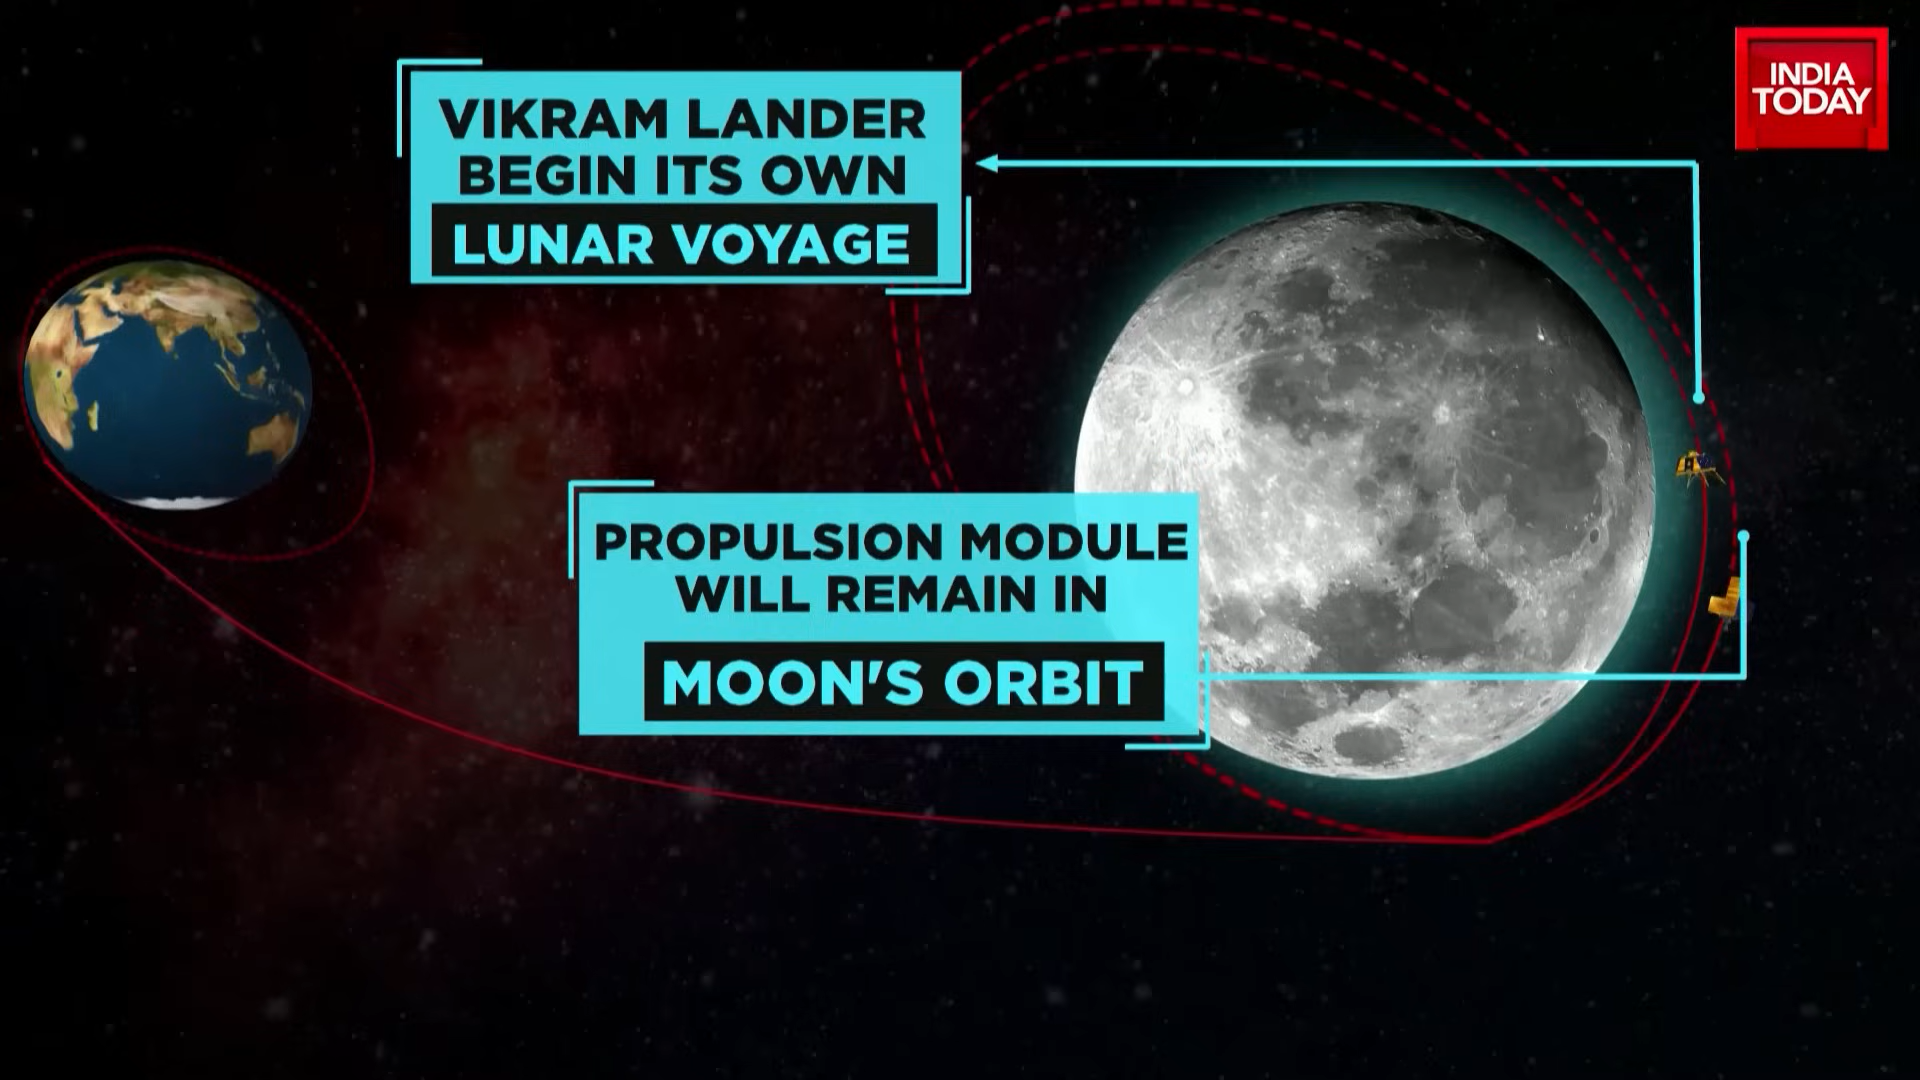 INDIA
TODAY
VIKRAM LANDER
BEGIN ITS OWN
LUNAR VOYAGE
PROPULSION MODULE
WILL REMAIN IN
MOON'S ORBIT